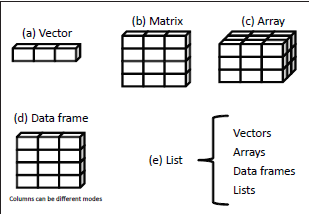 (a) Vector
(b) Matrix
(c) Array
(d) Data frame
Columns can be different modes
(e) List
Vectors
Arrays
Data frames
Lists